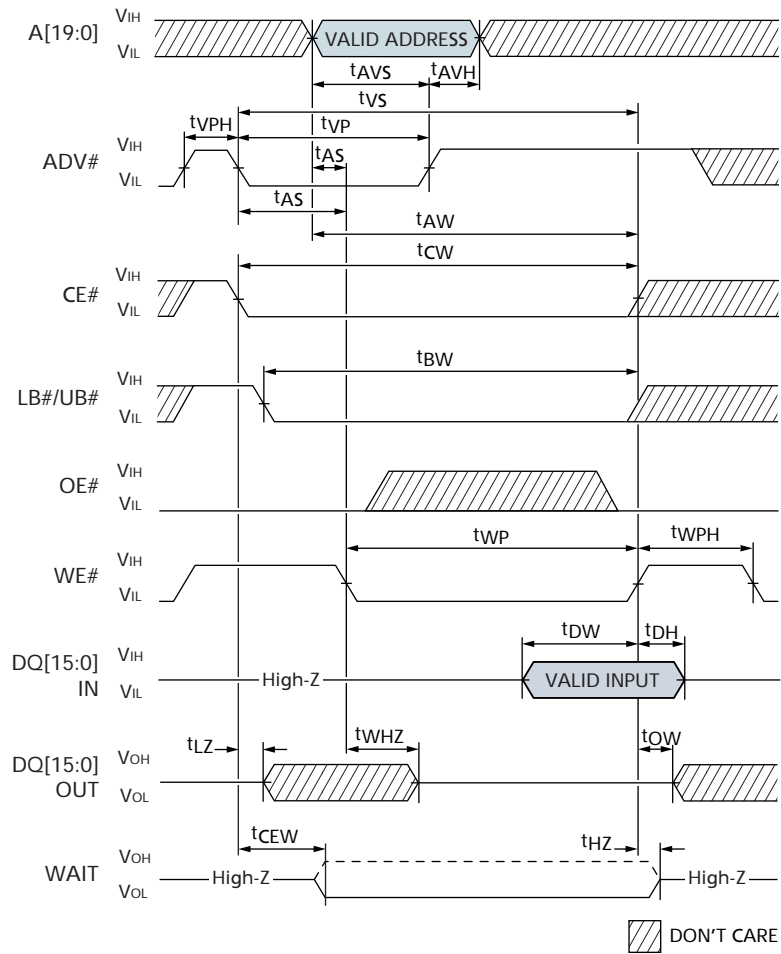 A[19:0] VIH VIL VALID ADDRESS
tAVS tAVH
tVS
tVPH tVP
ADV# VIH VIL tAS
tAS
tAW
tCW
CE# VIH VIL
tBW
LB#/UB# VIH VIL
OE# VIH VIL
tWP tWPH
WE# VIH VIL
tDW tDH
DQ[15:0] IN VIH VIL High-Z VALID INPUT
tLZ tWHZ tOW
DQ[15:0] OUT VOH VOL
tCEW tHZ
WAIT VOH VOL High-Z High-Z
DON'T CARE